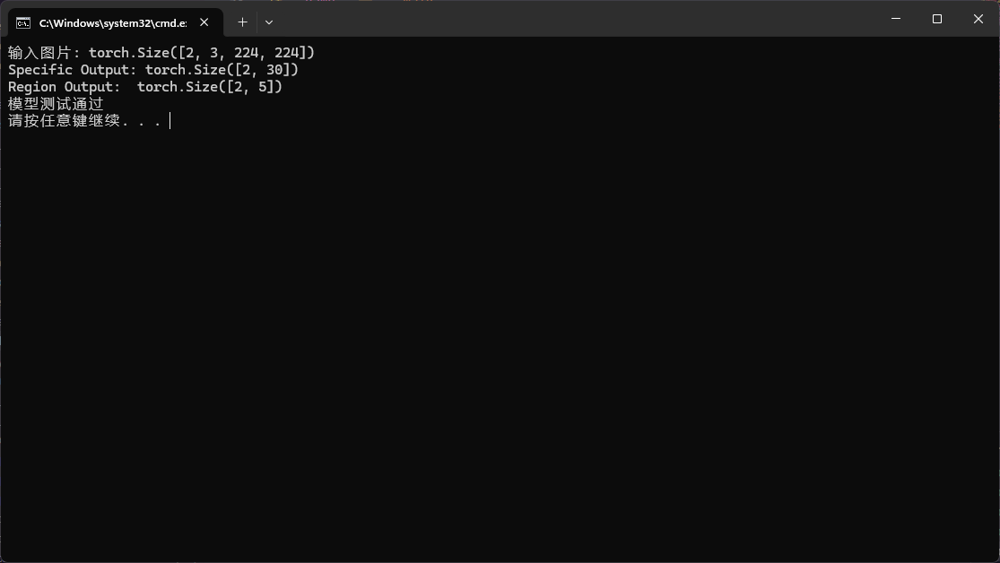 C:\Windows\system32\cmd.e
输入图片: torch.Size([2, 3, 224, 224])
Specific Output: torch.Size([2, 30])
Region Output:  torch.Size([2, 5])
模型测试通过
请按任意键继续. . .